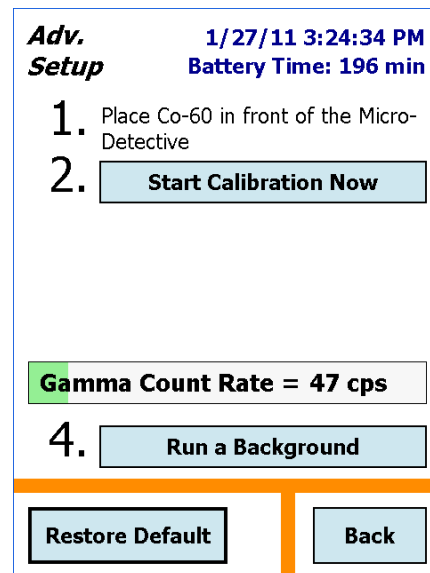 Adv. 1/27/11 3:24:34 PM
Setup Battery Time: 196 min
1. Place Co-60 in front of the Micro-
Detective
2. Start Calibration Now
Gamma Count Rate = 47 cps
4. Run a Background
Restore Default Back